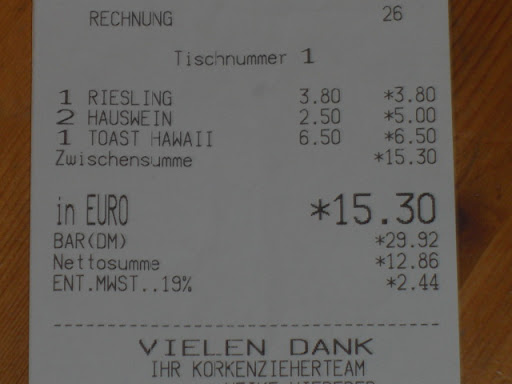 RECHNUNG 26
Tischnummer 1
1 RIESLING 3.80 *3.80
2 HAUSWEIN 2.50 *5.00
1 TOAST HAWAII 6.50 *6.50
Zwischensumme *15.30
in EURO *15.30
BAR(DM) *29.92
Nettosumme *12.86
ENT.MWST..19% *2.44
VIELEN DANK
IHR KORKENZIEHERTEAM